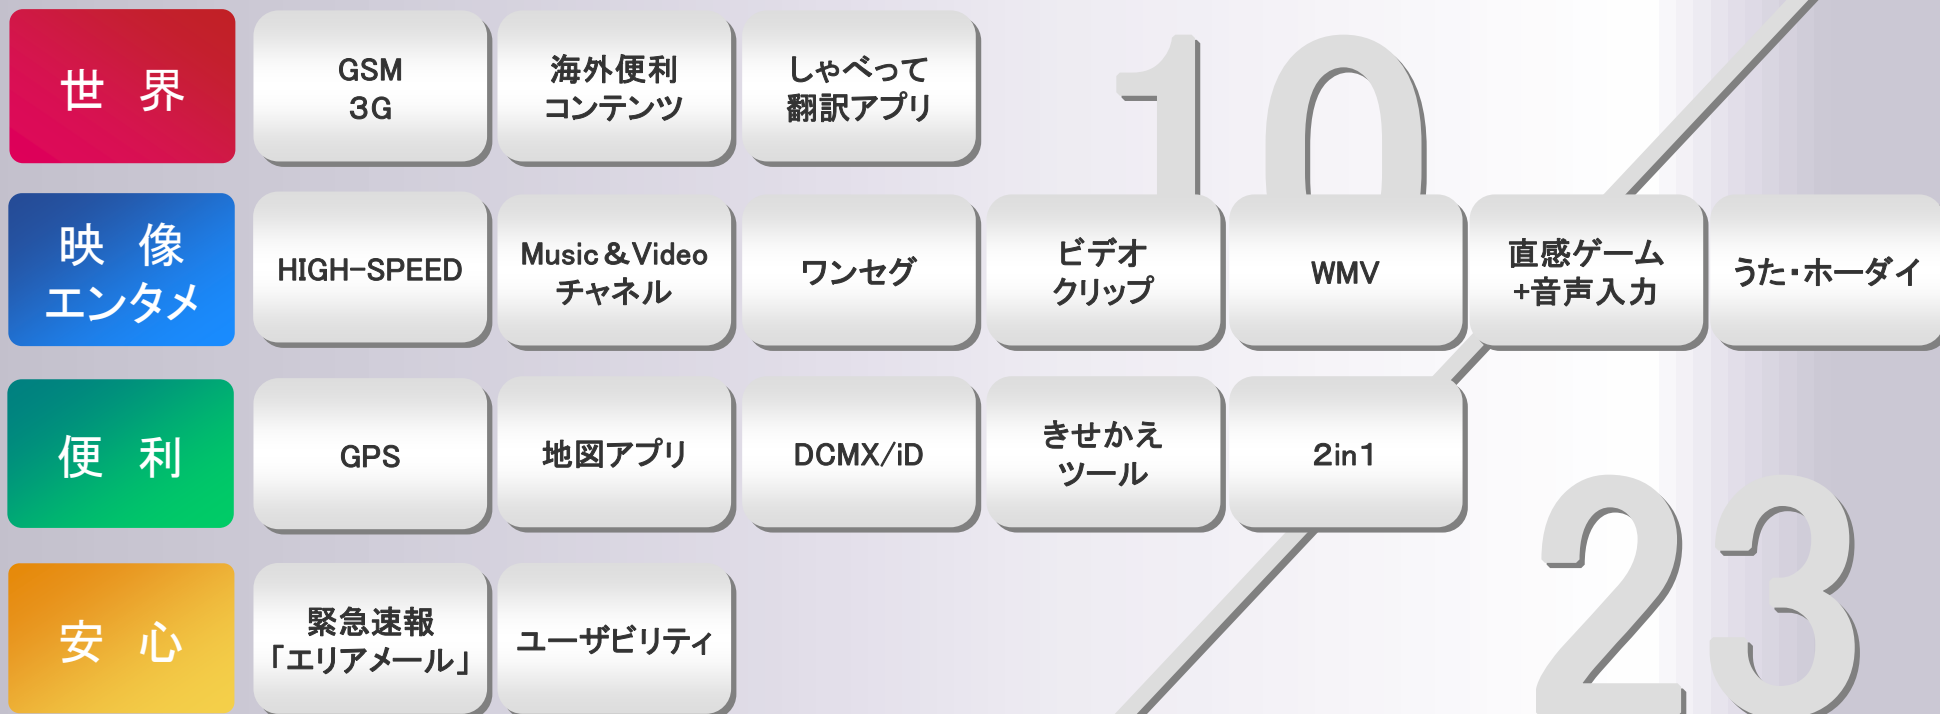 世 界
GSM
3G
海外便利
コンテンツ
しゃべって
翻訳アプリ
10
映 像
エンタメ
HIGH-SPEED
Music&Video
チャネル
ワンセグ
ビデオ
クリップ
WMV
直感ゲーム
+音声入力
うた・ホーダイ
便 利
GPS
地図アプリ
DCMX/iD
きせかえ
ツール
2in1
23
安 心
緊急速報
「エリアメール」
ユーザビリティ